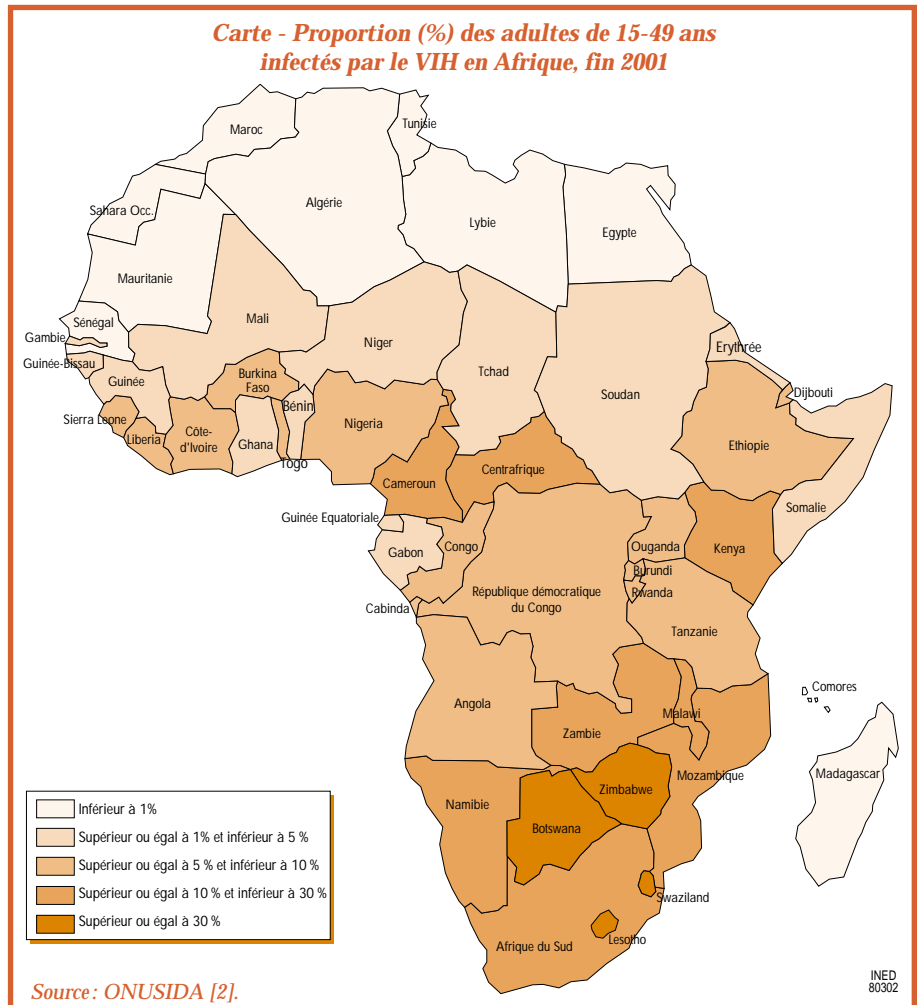 Carte - Proportion (%) des adultes de 15-49 ans
infectés par le VIH en Afrique, fin 2001
Maroc
Tunisie
Algérie
Sahara Occ.
Lybie
Egypte
Mauritanie
Sénégal
Mali
Gambie
Niger
Erythrée
Guinée-Bissau
Tchad
Burkina
Faso
Guinée
Soudan
Djibouti
Bénin
Sierra Leone
Nigeria
Liberia
Côte-
d'Ivoire
Ghana
Ethiopie
Togo
Centrafrique
Cameroun
Somalie
Guinée Equatoriale
Congo
Ouganda
Kenya
Gabon
Burundi
République démocratique
du Congo
Rwanda
Cabinda
Tanzanie
Comores
Angola
Malawi
Zambie
Mozambique
Madagascar
Zimbabwe
Namibie
Botswana
Swaziland
Lesotho
Afrique du Sud
Inférieur à 1%
Supérieur ou égal à 1% et inférieur à 5 %
Supérieur ou égal à 5 % et inférieur à 10 %
Supérieur ou égal à 10 % et inférieur à 30 %
Supérieur ou égal à 30 %
Source : ONUSIDA [2].
INED
80302